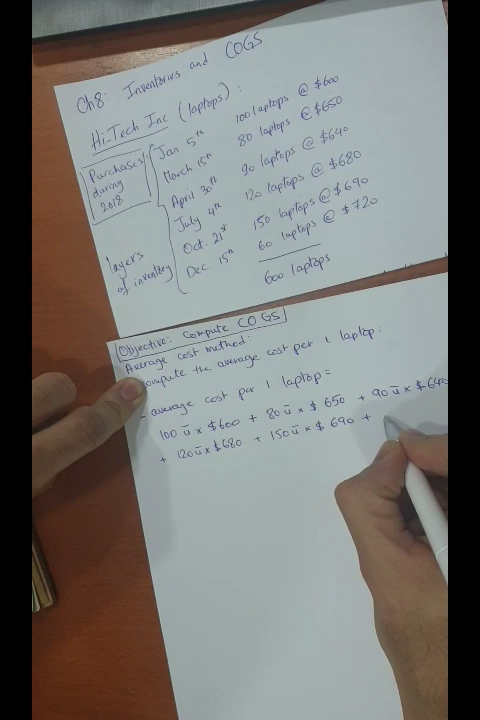 Ch8: Inventories and COGS
Hi-Tech Inc (laptops):
Purchases during 2018
Jan 5th 100 laptops @ $600
March 15th 80 laptops @ $650
April 30th 90 laptops @ $640
July 4th 120 laptops @ $680
Oct. 21st 150 laptops @ $690
Dec. 15th 60 laptops @ $720
600 laptops
layers of inventory
Objective: Compute COGS
Average cost method:
compute the average cost per 1 laptop:
average cost per 1 laptop =
100 ū x $600 + 80 ū x $650 + 90 ū x $640
+ 120 ū x $680 + 150 ū x $690 +